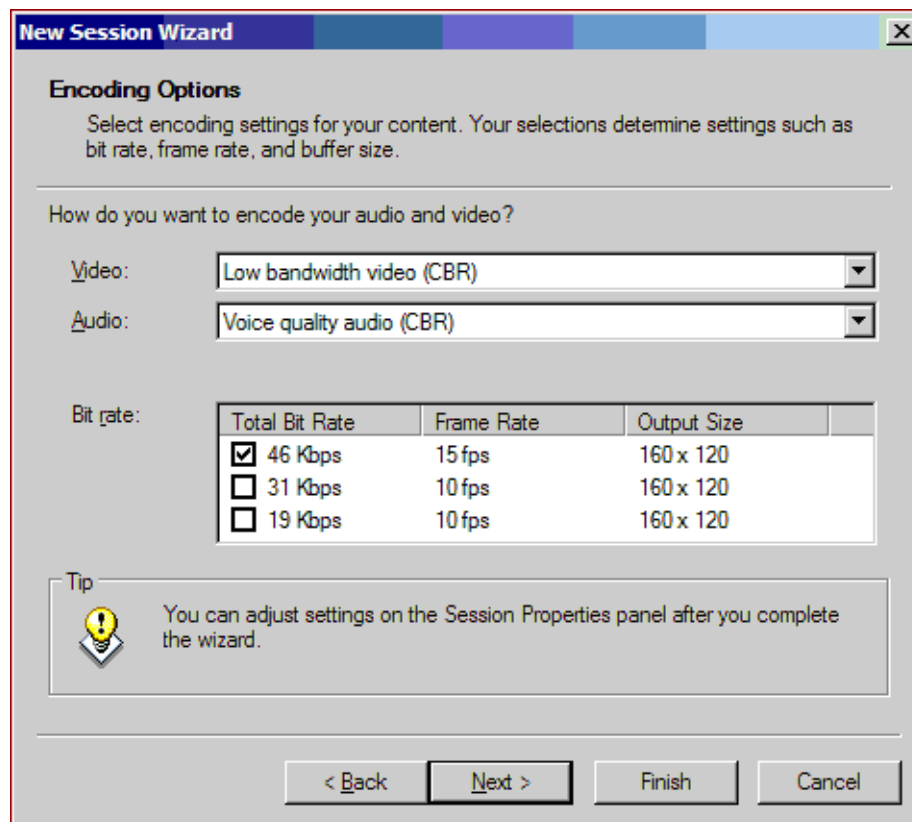 New Session Wizard
Encoding Options
Select encoding settings for your content. Your selections determine settings such as
bit rate, frame rate, and buffer size.
How do you want to encode your audio and video?
Video: Low bandwidth video (CBR)
Audio: Voice quality audio (CBR)
Bit rate: Total Bit Rate Frame Rate Output Size
46 Kbps 15 fps 160 x 120
31 Kbps 10 fps 160 x 120
19 Kbps 10 fps 160 x 120
Tip
You can adjust settings on the Session Properties panel after you complete
the wizard.
< Back Next > Finish Cancel